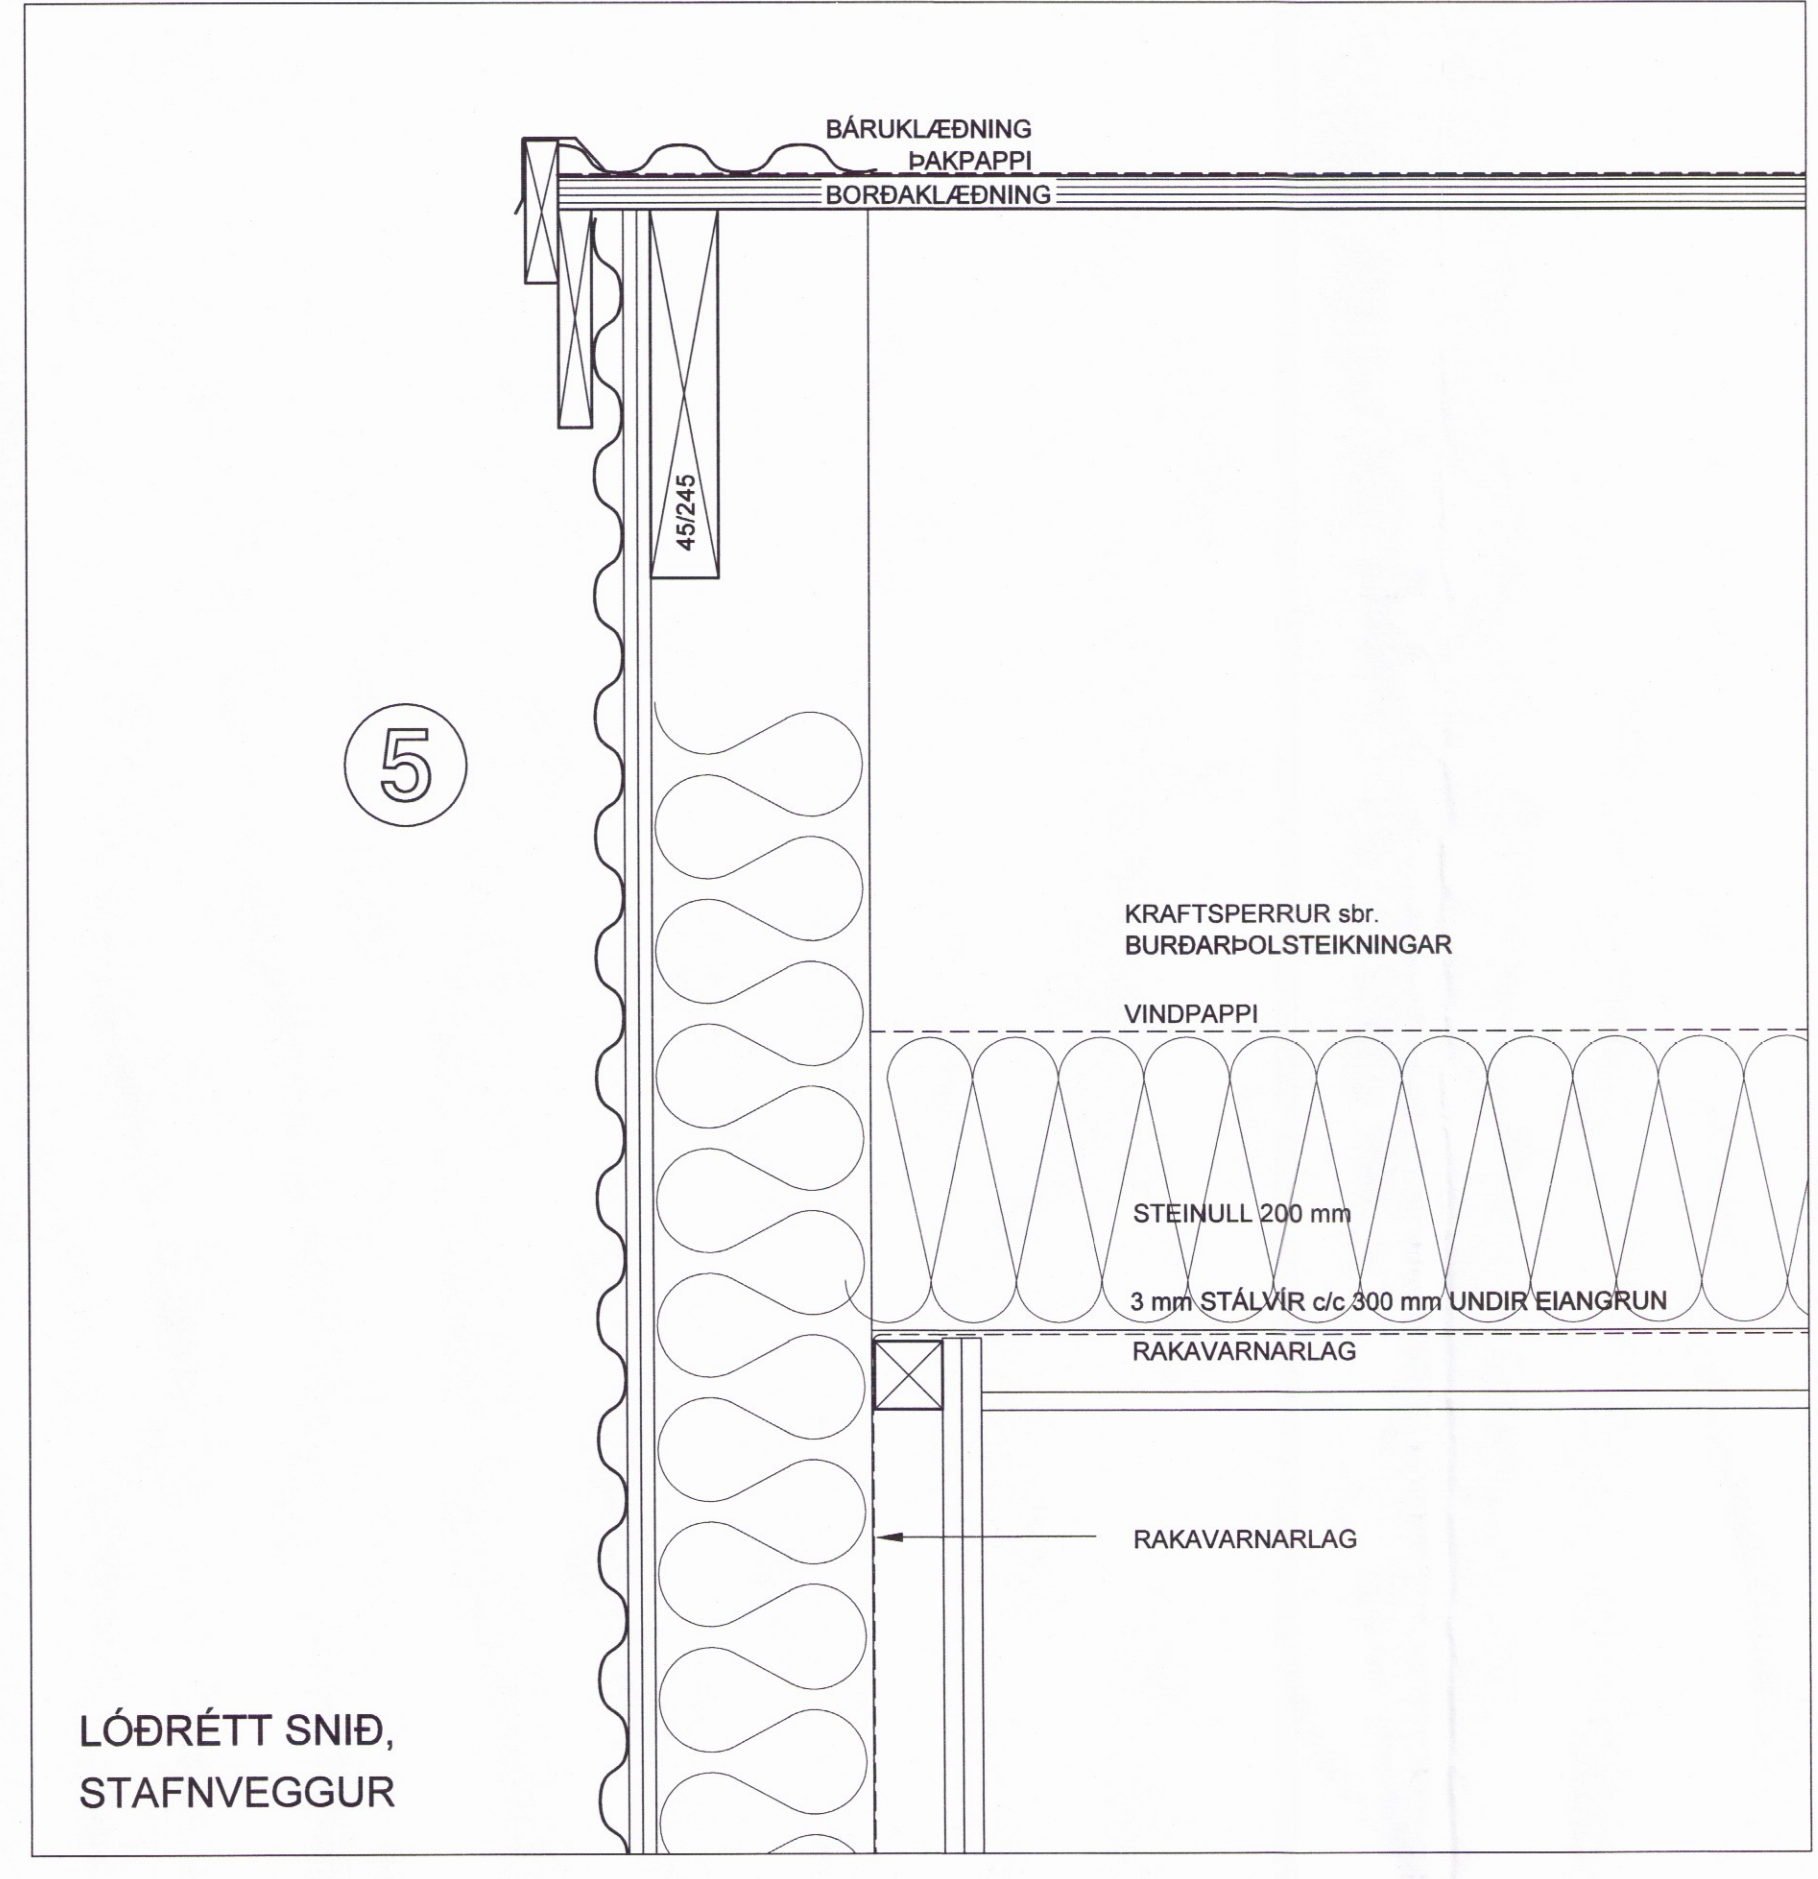 BÁRUKLÆÐNING
ÞAKPAPPI
BORÐAKLÆÐNING
45/245
5
KRAFTSPERRUR sbr.
BURÐARÞOLSTEIKNINGAR
VINDPAPPI
STEINULL 200 mm
3 mm STÁLVÍR c/c 300 mm UNDIR EIANGRUN
RAKAVARNARLAG
RAKAVARNARLAG
LÓÐRÉTT SNIÐ,
STAFNVEGGUR